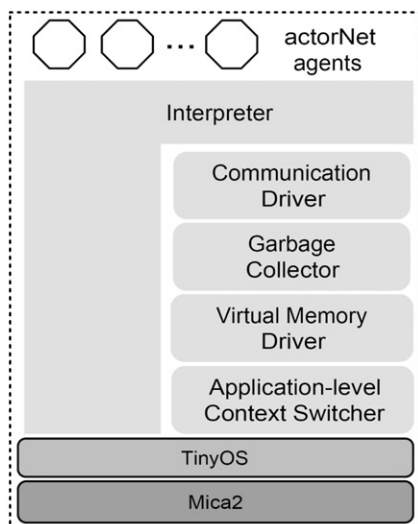 ... actorNet
agents
Interpreter
Communication
Driver
Garbage
Collector
Virtual Memory
Driver
Application-level
Context Switcher
TinyOS
Mica2